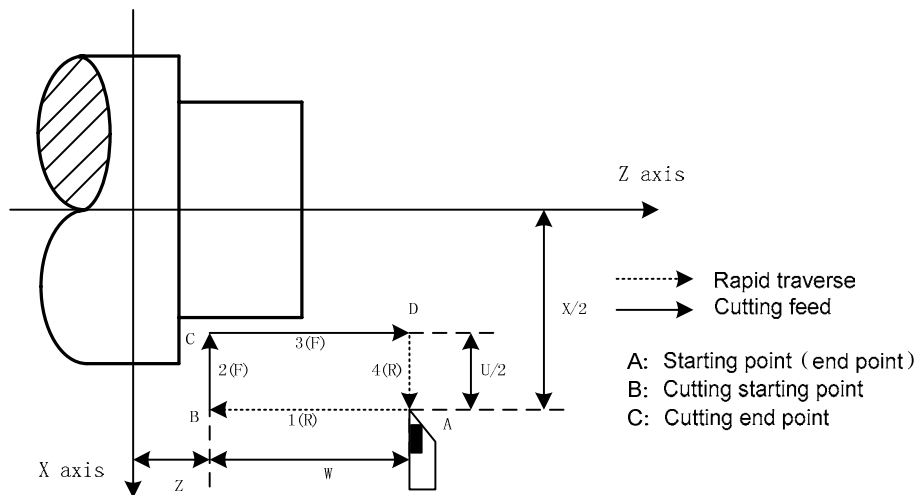 Z axis
X/2
Rapid traverse
Cutting feed
D
C
3(F)
2(F)
4(R)
U/2
A: Starting point（end point）
B: Cutting starting point
C: Cutting end point
B
1(R)
A
X axis
Z
W